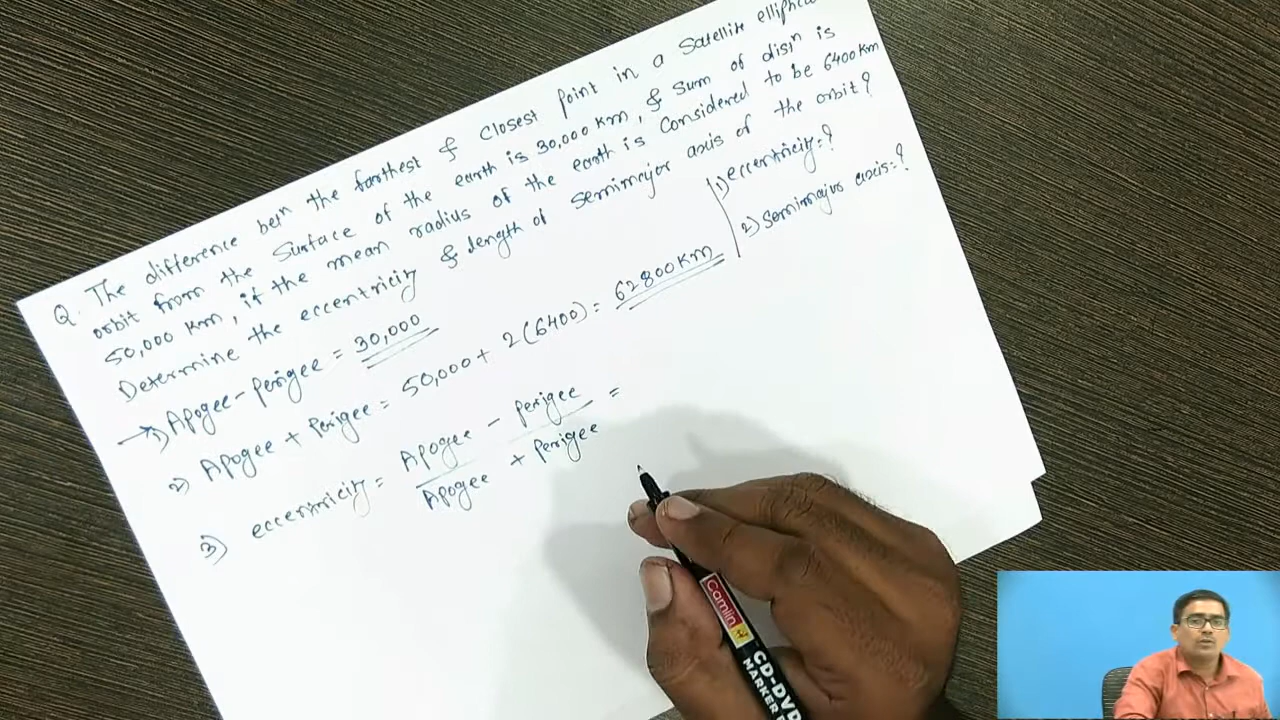 Q. The difference betn the farthest & closest point in a satellite elliptical
orbit from the surface of the earth is 30,000 Km, & sum of distn is
50,000 Km, if the mean radius of the earth is considered to be 6400 Km
Determine the eccentricity & length of semimajor axis of the orbit?
1) eccentricity=?
2) semimajor axis=?
1) Apogee - perigee = 30,000
2) Apogee + Perigee = 50,000 + 2(6400) = 62800 Km
3) eccentricity = Apogee - perigee =
Apogee + perigee
Camlin
CD-DVD
MARKER